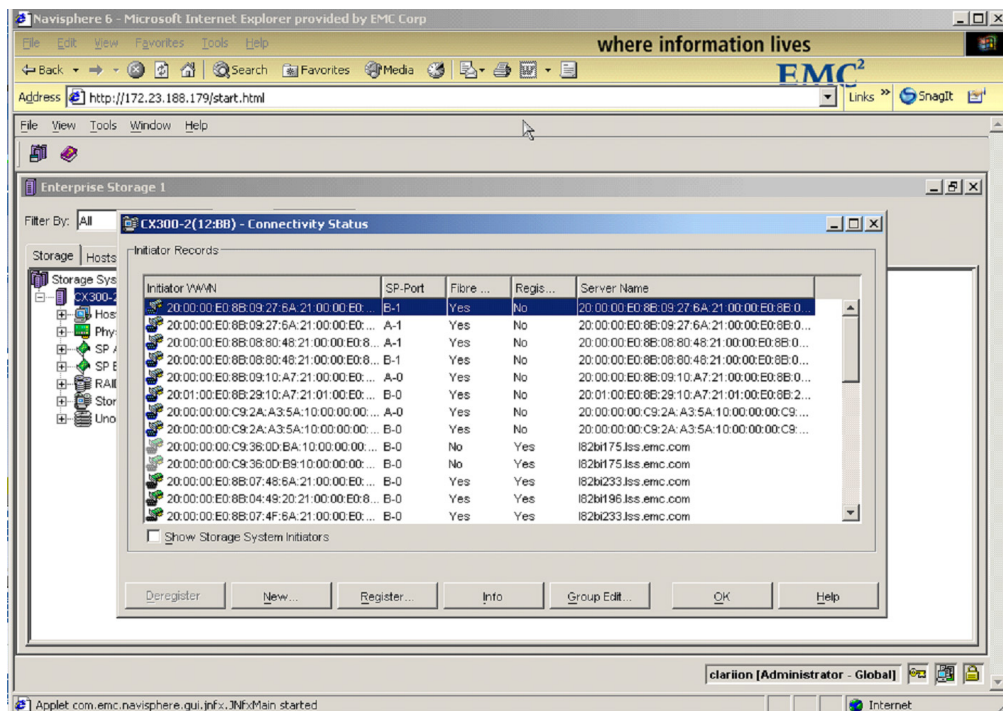 Navisphere 6 - Microsoft Internet Explorer provided by EMC Corp
File Edit View Favorites Tools Help
where information lives
Back Search Favorites Media
EMC²
Address http://172.23.188.179/start.html Links » SnagIt
File View Tools Window Help
Enterprise Storage 1
Filter By: All
CX300-2(12:BB) - Connectivity Status
Storage Hosts
Initiator Records
Storage Sys
CX300-2
Hos
Phy
SP A
SP B
RAID
Stor
Uno
Initiator WWN SP-Port Fibre ... Regis... Server Name
20:00:00:E0:8B:09:27:6A:21:00:00:E0:... B-1 Yes No 20:00:00:E0:8B:09:27:6A:21:00:00:E0:8B:0...
20:00:00:E0:8B:09:27:6A:21:00:00:E0:... A-1 Yes No 20:00:00:E0:8B:09:27:6A:21:00:00:E0:8B:0...
20:00:00:E0:8B:08:80:48:21:00:00:E0:8... A-1 Yes No 20:00:00:E0:8B:08:80:48:21:00:00:E0:8B:0...
20:00:00:E0:8B:08:80:48:21:00:00:E0:8... B-1 Yes No 20:00:00:E0:8B:08:80:48:21:00:00:E0:8B:0...
20:00:00:E0:8B:09:10:A7:21:00:00:E0:... A-0 Yes No 20:00:00:E0:8B:09:10:A7:21:00:00:E0:8B:0...
20:01:00:E0:8B:29:10:A7:21:01:00:E0:... B-0 Yes No 20:01:00:E0:8B:29:10:A7:21:01:00:E0:8B:2...
20:00:00:00:C9:2A:A3:5A:10:00:00:00:... A-0 Yes No 20:00:00:00:C9:2A:A3:5A:10:00:00:00:C9:...
20:00:00:00:C9:2A:A3:5A:10:00:00:00:... B-0 Yes No 20:00:00:00:C9:2A:A3:5A:10:00:00:00:C9:...
20:00:00:00:C9:36:0D:BA:10:00:00:00:... B-0 No Yes l82bi175.lss.emc.com
20:00:00:00:C9:36:0D:B9:10:00:00:00:... B-0 No Yes l82bi175.lss.emc.com
20:00:00:E0:8B:07:48:6A:21:00:00:E0:... B-0 Yes Yes l82bi233.lss.emc.com
20:00:00:E0:8B:04:49:20:21:00:00:E0:8... B-0 Yes Yes l82bi196.lss.emc.com
20:00:00:E0:8B:07:4F:6A:21:00:00:E0:... B-0 Yes Yes l82bi233.lss.emc.com
Show Storage System Initiators
Deregister New... Register... Info Group Edit... OK Help
clariion [Administrator - Global]
Applet com.emc.navisphere.gui.jnfx.JNfxMain started Internet